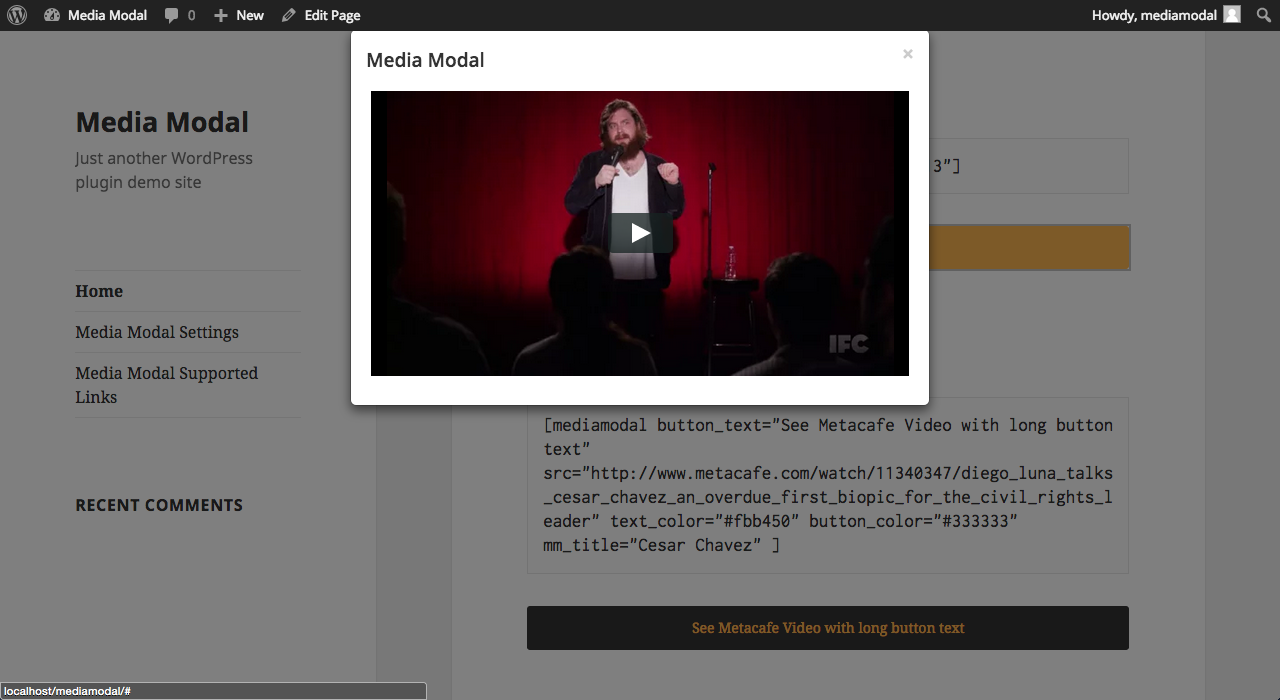 Media Modal
0
New
Edit Page
Howdy, mediamodal
Media Modal
×
IFC
Media Modal
Just another WordPress
plugin demo site
Home
Media Modal Settings
Media Modal Supported
Links
RECENT COMMENTS
3"]
[mediamodal button_text="See Metacafe Video with long button
text"
src="http://www.metacafe.com/watch/11340347/diego_luna_talks
_cesar_chavez_an_overdue_first_biopic_for_the_civil_rights_l
eader" text_color="#fbb450" button_color="#333333"
mm_title="Cesar Chavez" ]
See Metacafe Video with long button text
localhost/mediamodal/#